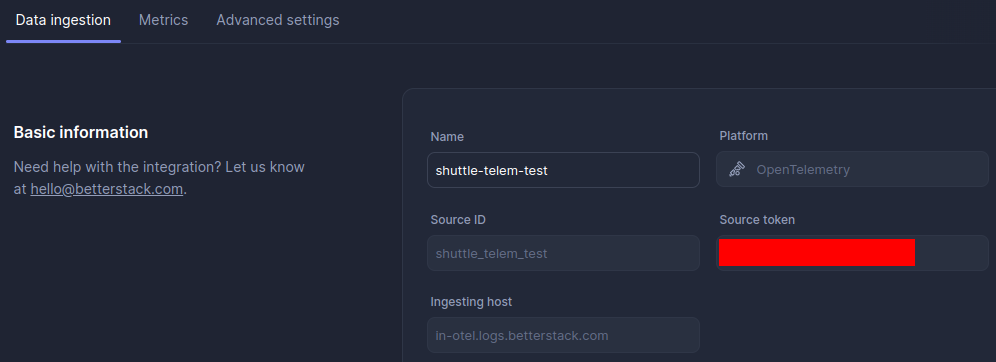 Data ingestion Metrics Advanced settings
Basic information
Need help with the integration? Let us know
at hello@betterstack.com.
Name
shuttle-telem-test
Platform
OpenTelemetry
Source ID
shuttle_telem_test
Source token
Ingesting host
in-otel.logs.betterstack.com